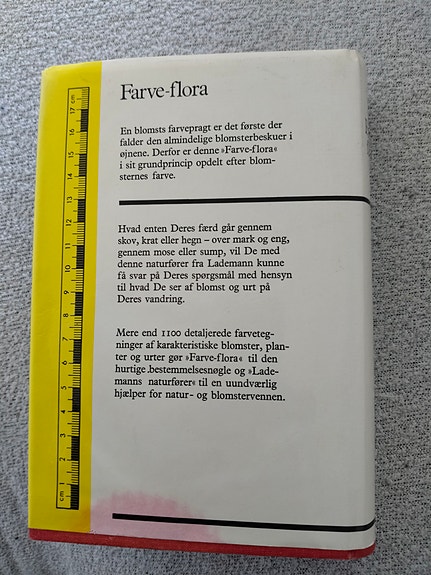 Farve-flora
En blomsts farvepragt er det første der
falder den almindelige blomsterbeskuer i
øjnene. Derfor er denne »Farve-flora«
i sit grundprincip opdelt efter blom-
sternes farve.
Hvad enten Deres færd går gennem
skov, krat eller hegn – over mark og eng,
gennem mose eller sump, vil De med
denne naturfører fra Lademann kunne
få svar på Deres spørgsmål med hensyn
til hvad De ser af blomst og urt på
Deres vandring.
Mere end 1100 detaljerede farveteg-
ninger af karakteristiske blomster, plan-
ter og urter gør »Farve-flora« til den
hurtige bestemmelsesnøgle og »Lade-
manns naturfører« til en uundværlig
hjælper for natur- og blomstervennen.
cm 1 2 3 4 5 6 7 8 9 10 11 12 13 14 15 16 17 cm